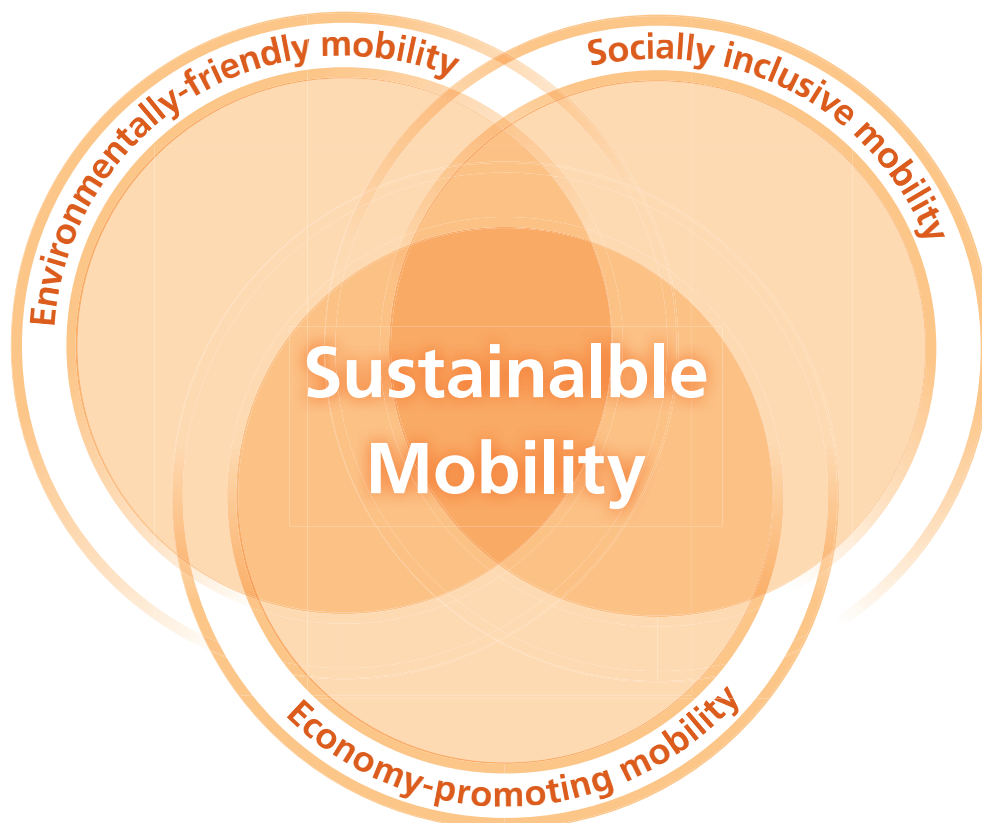 Environmentally-friendly mobility
Socially inclusive mobility
Sustainalble
Mobility
Economy-promoting mobility